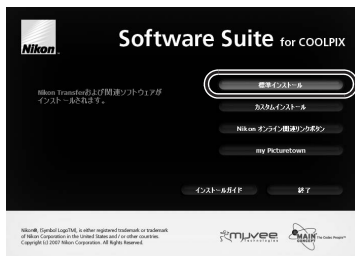 Nikon
Software Suite for COOLPIX
Nikon Transferおよび関連ソフトウェアが
インストールされます。
標準インストール
カスタムインストール
Nikon オンライン関連リンクボタン
my Picturetown
インストールガイド
終了
Nikon®, (Symbol Logo)TM, is either registered trademark or trademark
of Nikon Corporation in the United States and / or other countries.
Copyright (c) 2007 Nikon Corporation. All Rights Reserved.
muvee
Technologies
MAIN
CONCEPT
The Codec People